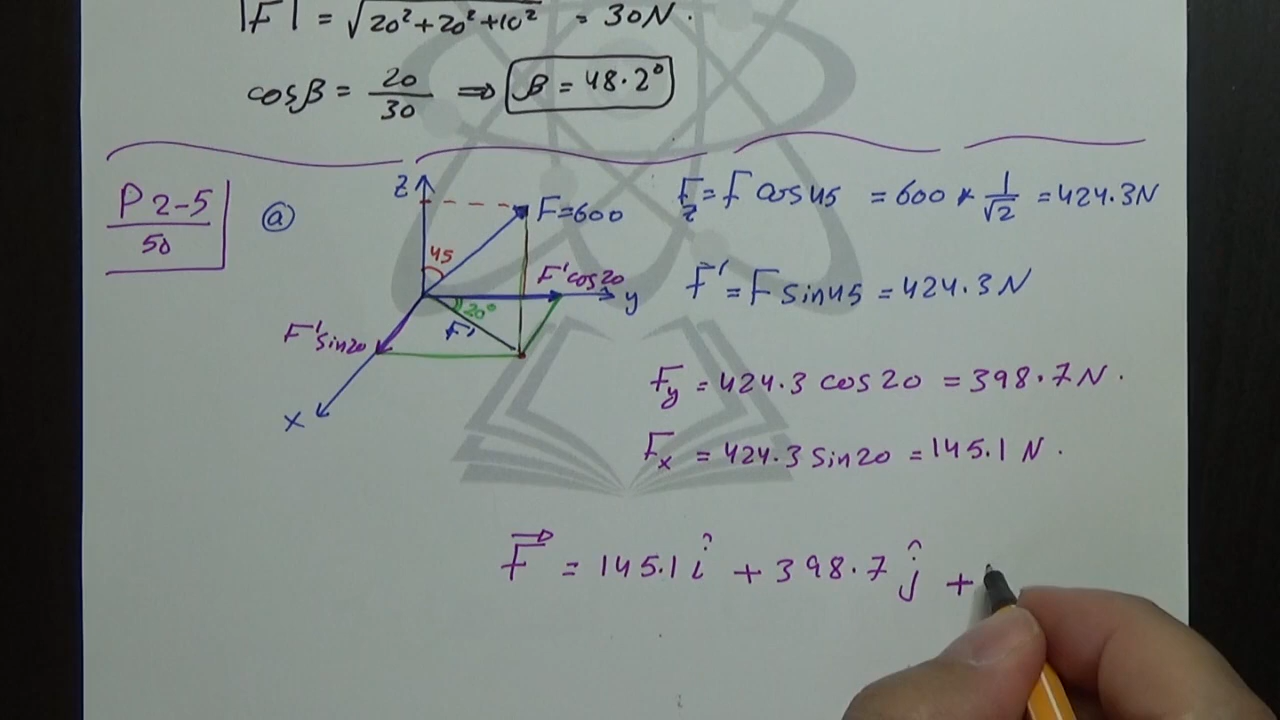 |F| = √20²+20²+10² = 30N.
cosβ = 20/30 ⇒ β = 48.2°
P 2-5/50
ⓐ
Z
F=600
45
F'cos20
y
20°
F'
F'sin20
X
F_z = F cos45 = 600 * 1/√2 = 424.3N
F' = F sin45 = 424.3N
F_y = 424.3 cos20 = 398.7N.
F_x = 424.3 sin20 = 145.1N.
F⃗ = 145.1 î + 398.7 ĵ +